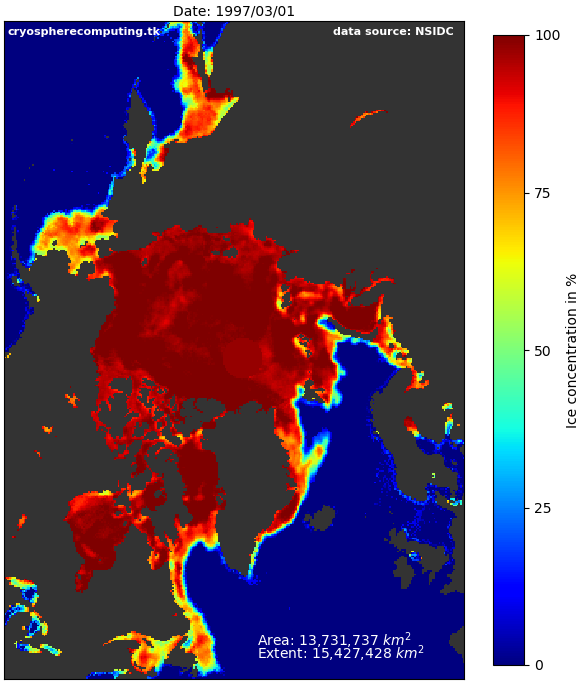 Date: 1997/03/01
cryospherecomputing.tk
data source: NSIDC
100
75
50
25
0
Ice concentration in %
Area: 13,731,737 km²
Extent: 15,427,428 km²